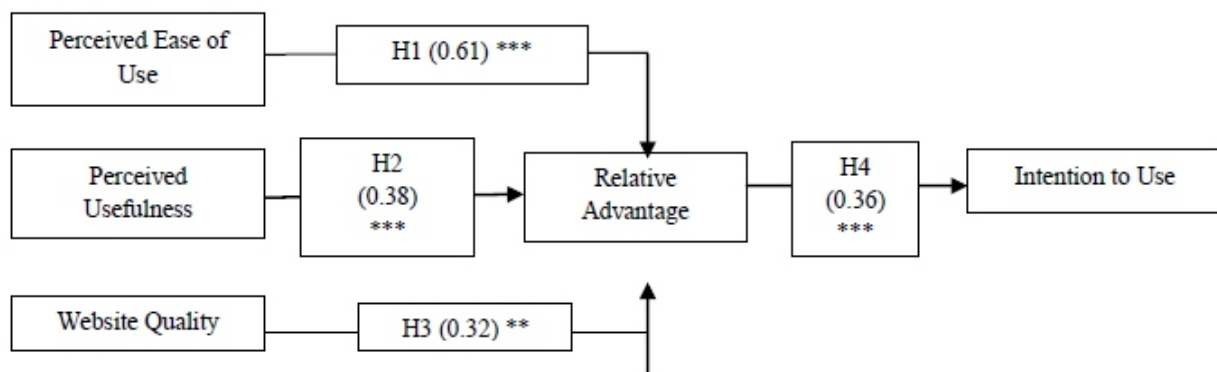 Perceived Ease of
Use
H1 (0.61) ***
Perceived
Usefulness
H2
(0.38)
***
Relative
Advantage
H4
(0.36)
***
Intention to Use
Website Quality
H3 (0.32) **